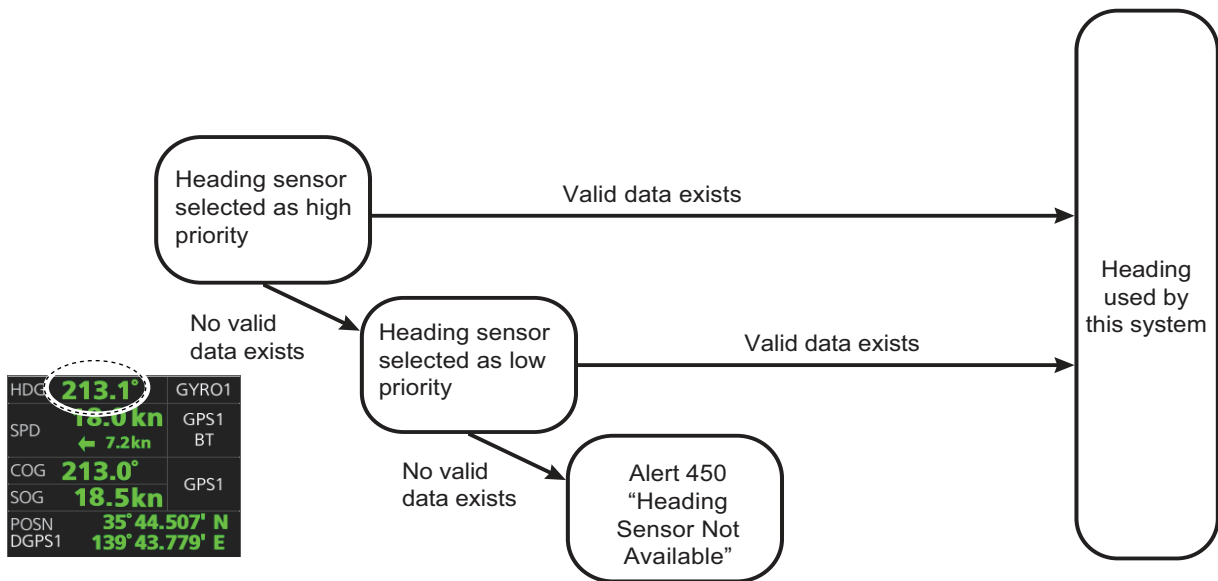 Heading sensor
selected as high
priority
Valid data exists
No valid
data exists
Heading sensor
selected as low
priority
Valid data exists
No valid
data exists
Alert 450
“Heading
Sensor Not
Available”
Heading
used by
this system
HDG 213.1° GYRO1
SPD 18.0 kn GPS1
7.2kn BT
COG 213.0°
GPS1
SOG 18.5kn
POSN 35°44.507' N
DGPS1 139°43.779' E